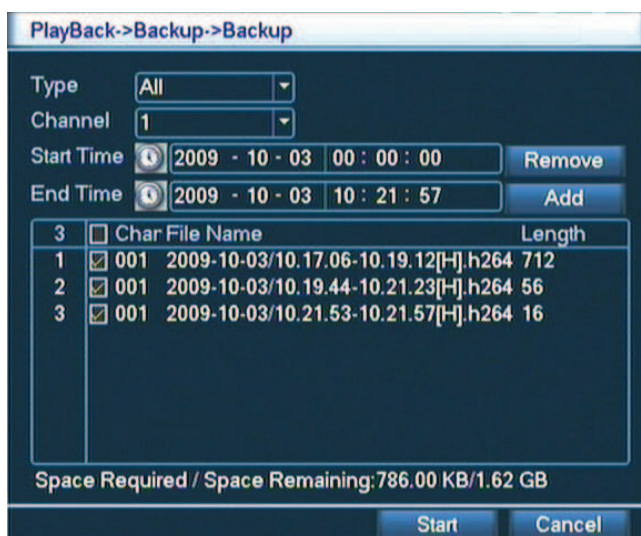 PlayBack->Backup->Backup
Type All
Channel 1
Start Time 2009 - 10 - 03 00 : 00 : 00 Remove
End Time 2009 - 10 - 03 10 : 21 : 57 Add
3 Char File Name Length
1 001 2009-10-03/10.17.06-10.19.12[H].h264 712
2 001 2009-10-03/10.19.44-10.21.23[H].h264 56
3 001 2009-10-03/10.21.53-10.21.57[H].h264 16
Space Required / Space Remaining:786.00 KB/1.62 GB
Start Cancel